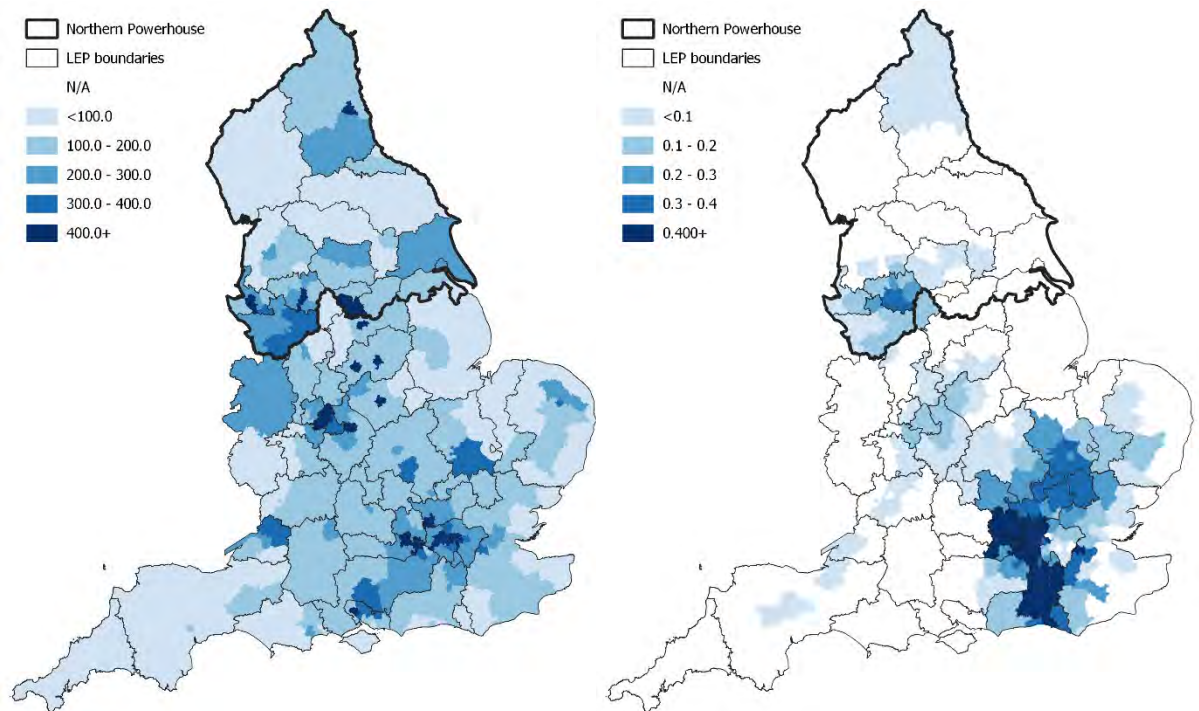 Northern Powerhouse
LEP boundaries
N/A
<100.0
100.0 - 200.0
200.0 - 300.0
300.0 - 400.0
400.0+
Northern Powerhouse
LEP boundaries
N/A
<0.1
0.1 - 0.2
0.2 - 0.3
0.3 - 0.4
0.400+